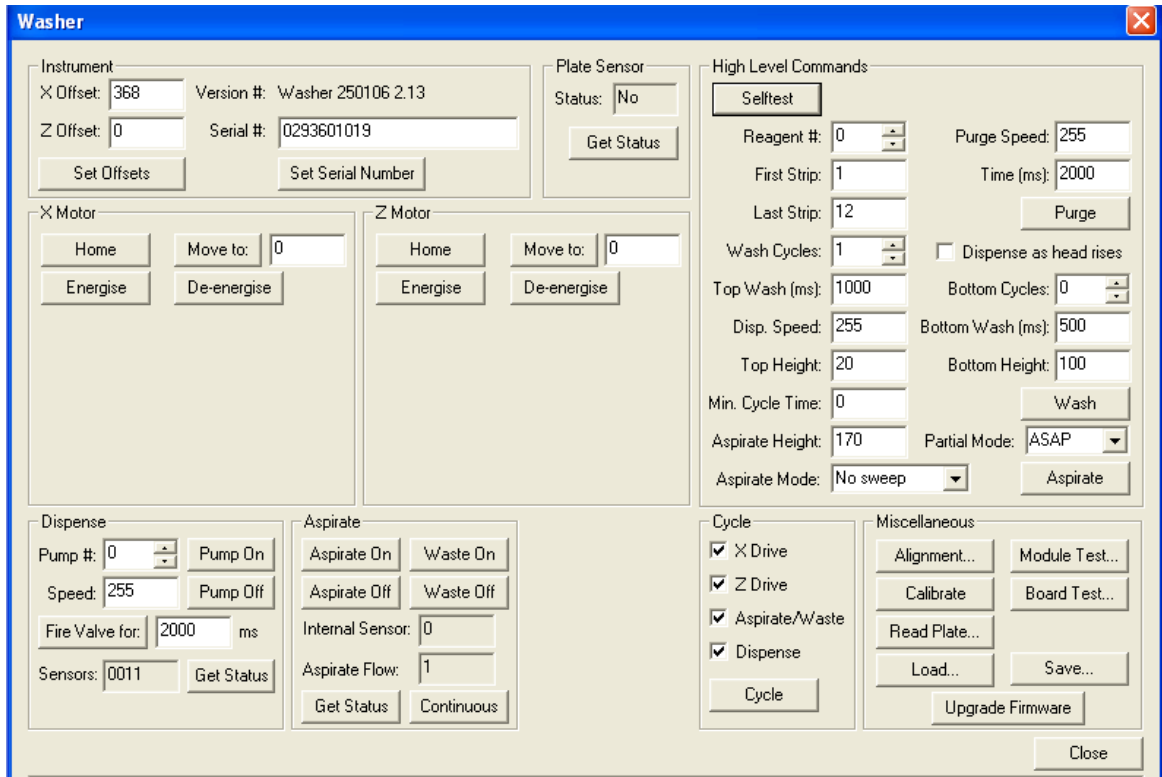 Washer
Instrument
X Offset: 368 Version #: Washer 250106 2.13
Z Offset: 0 Serial #: 0293601019
Set Offsets Set Serial Number
Plate Sensor
Status: No
Get Status
High Level Commands
Selftest
Reagent #: 0 Purge Speed: 255
First Strip: 1 Time (ms): 2000
Last Strip: 12 Purge
Wash Cycles: 1 Dispense as head rises
Top Wash (ms): 1000 Bottom Cycles: 0
Disp. Speed: 255 Bottom Wash (ms): 500
Top Height: 20 Bottom Height: 100
Min. Cycle Time: 0 Wash
Aspirate Height: 170 Partial Mode: ASAP
Aspirate Mode: No sweep Aspirate
X Motor
Home Move to: 0
Energise De-energise
Z Motor
Home Move to: 0
Energise De-energise
Dispense
Pump #: 0 Pump On
Speed: 255 Pump Off
Fire Valve for: 2000 ms
Sensors: 0011 Get Status
Aspirate
Aspirate On Waste On
Aspirate Off Waste Off
Internal Sensor: 0
Aspirate Flow: 1
Get Status Continuous
Cycle
X Drive
Z Drive
Aspirate/Waste
Dispense
Cycle
Miscellaneous
Alignment... Module Test...
Calibrate Board Test...
Read Plate...
Load... Save...
Upgrade Firmware
Close